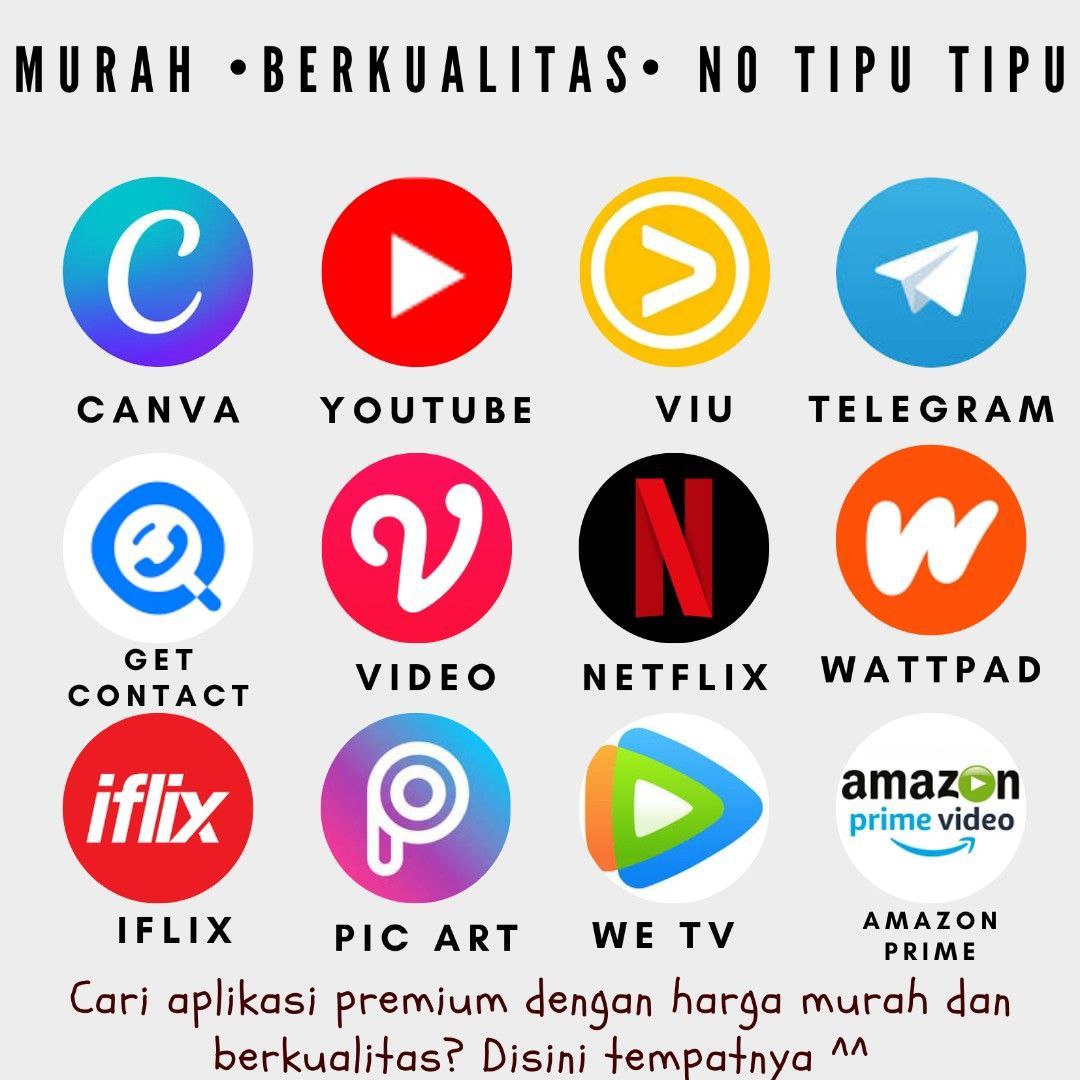 MURAH •BERKUALITAS• NO TIPU TIPU
C
CANVA
YOUTUBE
VIU
TELEGRAM
V
N
W
GET
CONTACT
VIDEO
NETFLIX
WATTPAD
iflix
P
amazon
prime video
IFLIX
PIC ART
WE TV
AMAZON
PRIME
Cari aplikasi premium dengan harga murah dan
berkualitas? Disini tempatnya ^^